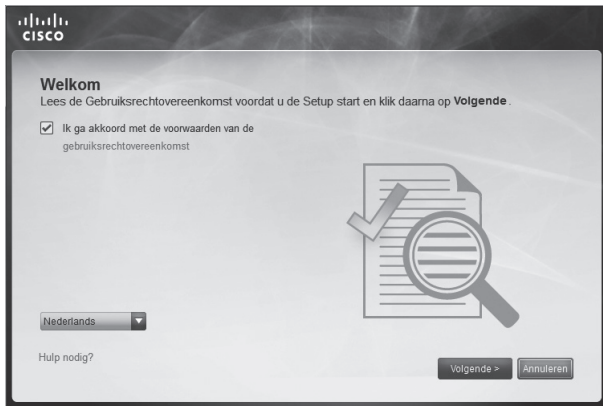 CISCO
Welkom
Lees de Gebruiksrechtovereenkomst voordat u de Setup start en klik daarna op Volgende.
Ik ga akkoord met de voorwaarden van de
gebruiksrechtovereenkomst
Nederlands
Hulp nodig?
Volgende >
Annuleren